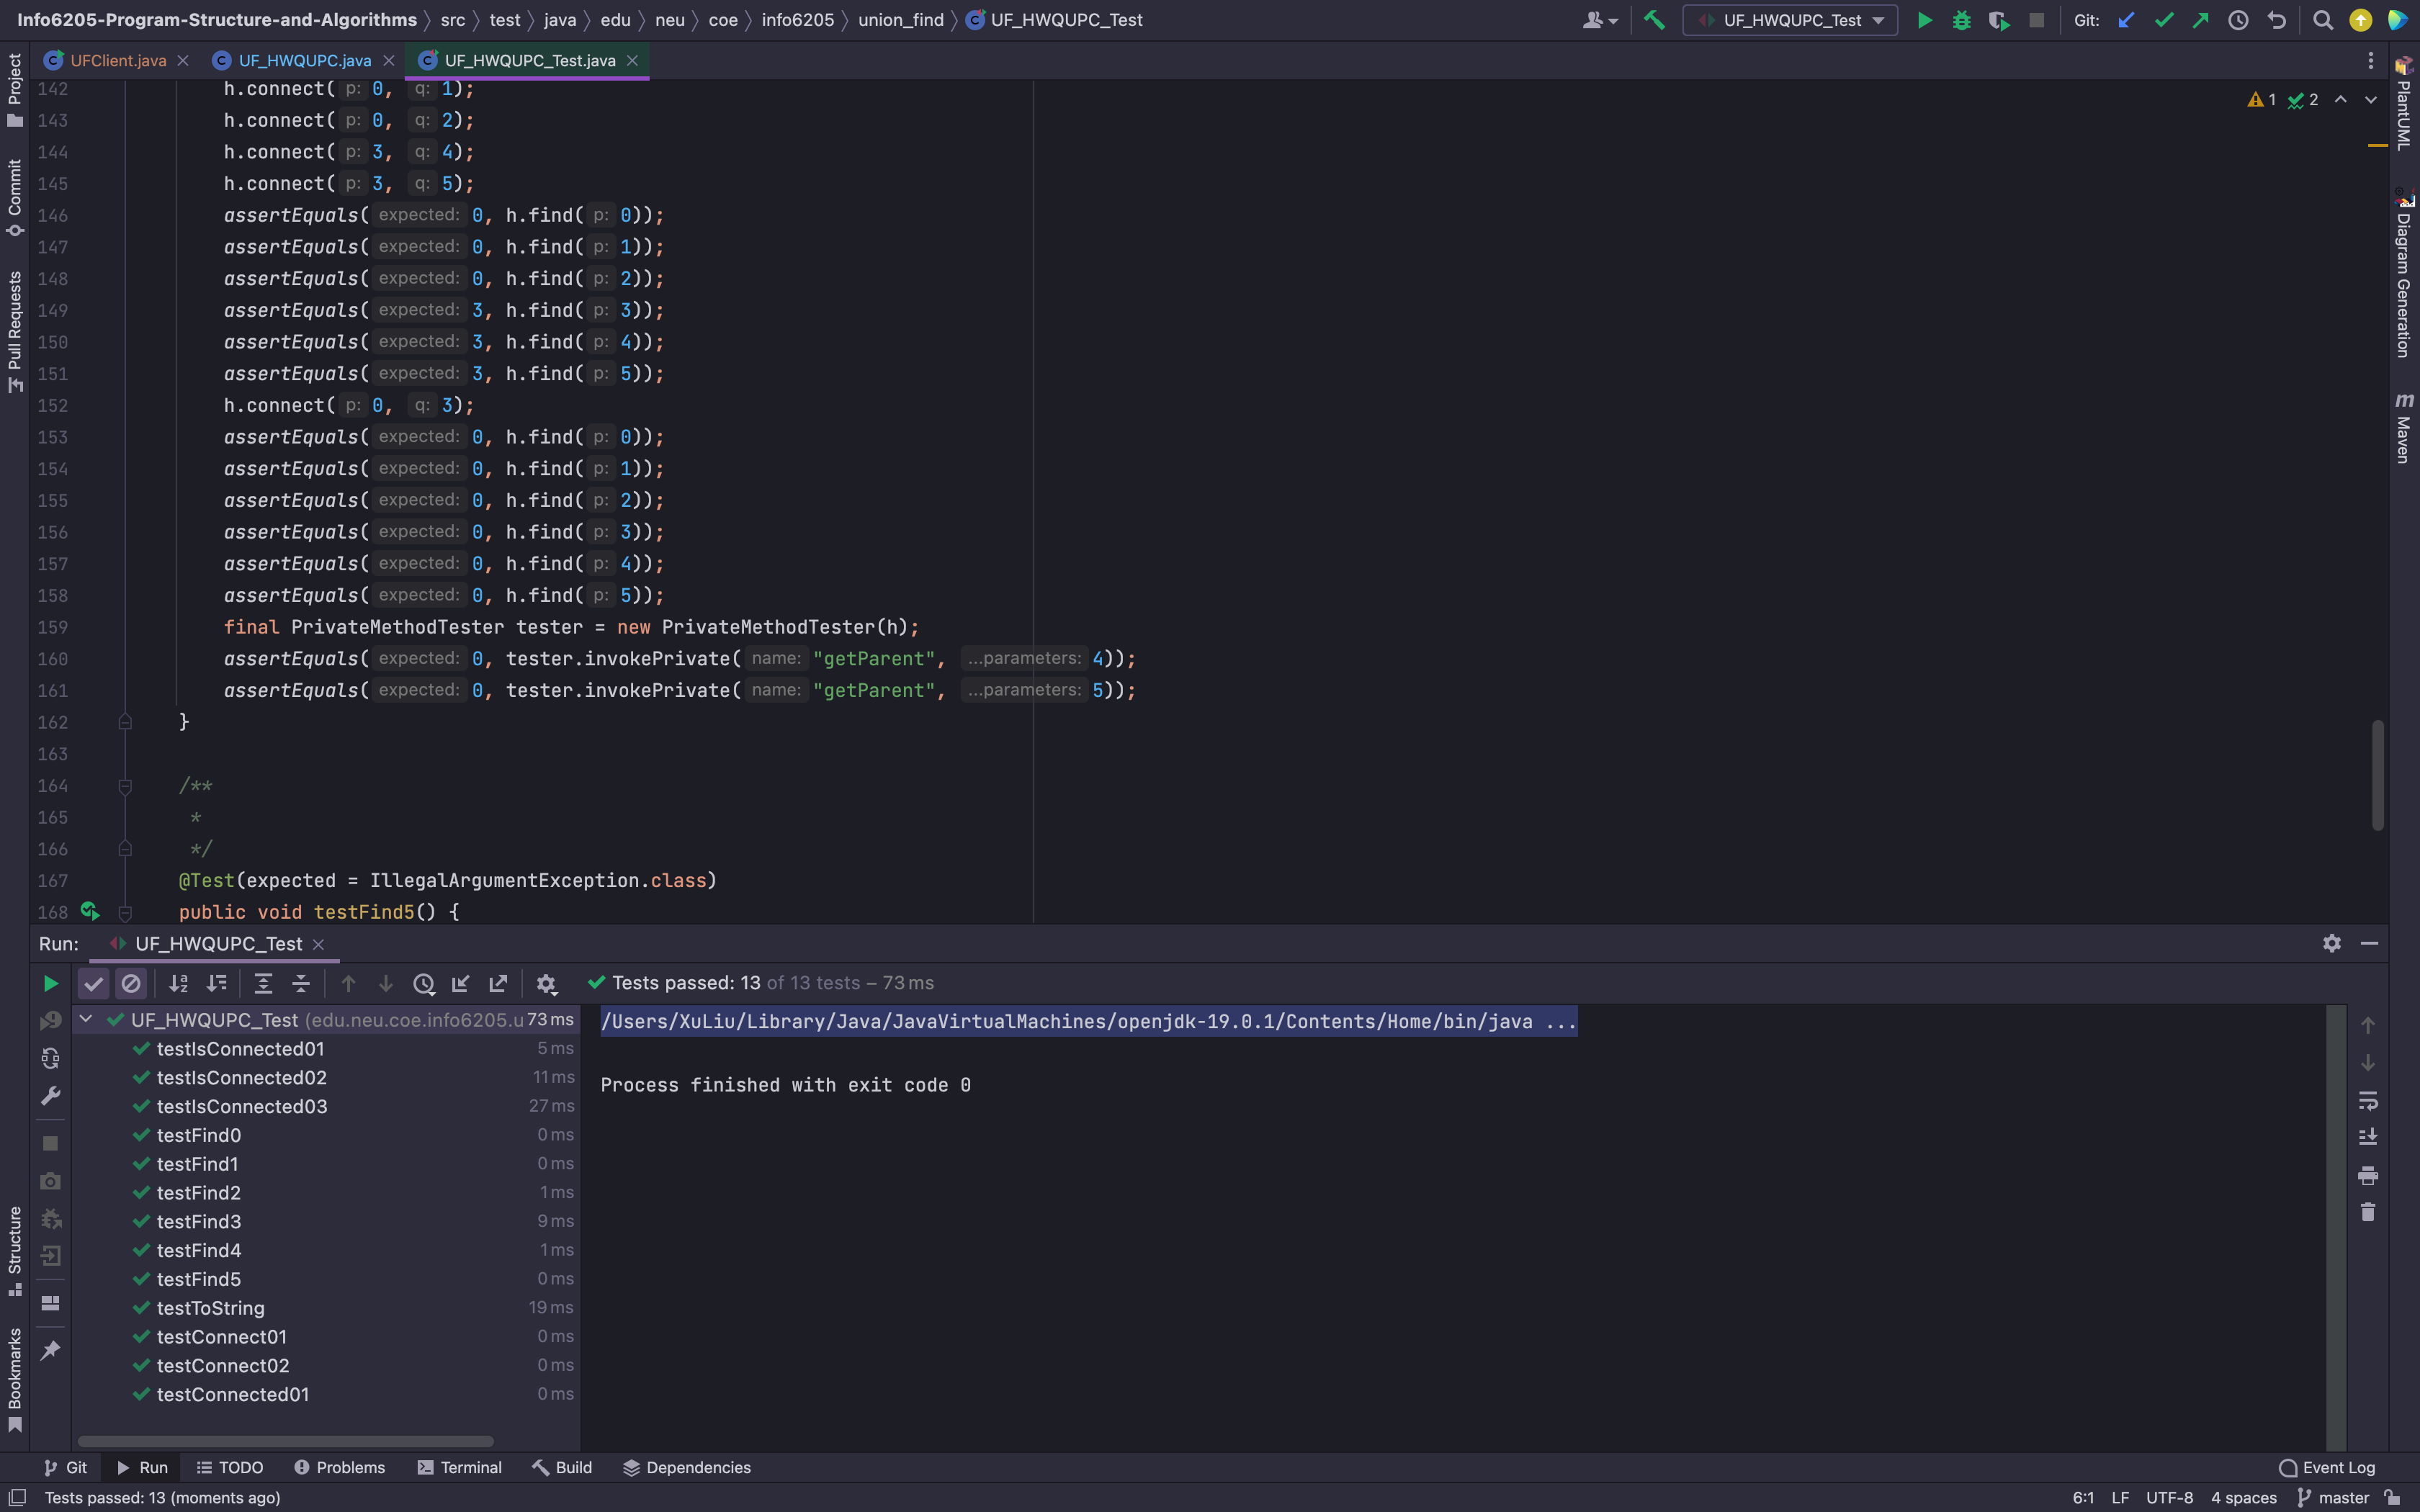 Info6205-Program-Structure-and-Algorithms 〉 src 〉 test 〉 java 〉 edu 〉 neu 〉 coe 〉 info6205 〉 union_find 〉 UF_HWQUPC_Test
UF_HWQUPC_Test
Git:
UFClient.java
UF_HWQUPC.java
UF_HWQUPC_Test.java
Project
Commit
Pull Requests
Structure
Bookmarks
PlantUML
Diagram Generation
m Maven
1 2
142 h.connect( p: 0, q: 1);
143 h.connect( p: 0, q: 2);
144 h.connect( p: 3, q: 4);
145 h.connect( p: 3, q: 5);
146 assertEquals( expected: 0, h.find( p: 0));
147 assertEquals( expected: 0, h.find( p: 1));
148 assertEquals( expected: 0, h.find( p: 2));
149 assertEquals( expected: 3, h.find( p: 3));
150 assertEquals( expected: 3, h.find( p: 4));
151 assertEquals( expected: 3, h.find( p: 5));
152 h.connect( p: 0, q: 3);
153 assertEquals( expected: 0, h.find( p: 0));
154 assertEquals( expected: 0, h.find( p: 1));
155 assertEquals( expected: 0, h.find( p: 2));
156 assertEquals( expected: 0, h.find( p: 3));
157 assertEquals( expected: 0, h.find( p: 4));
158 assertEquals( expected: 0, h.find( p: 5));
159 final PrivateMethodTester tester = new PrivateMethodTester(h);
160 assertEquals( expected: 0, tester.invokePrivate( name: "getParent", ...parameters: 4));
161 assertEquals( expected: 0, tester.invokePrivate( name: "getParent", ...parameters: 5));
162 }
163
164 /**
165 *
166 */
167 @Test(expected = IllegalArgumentException.class)
168 public void testFind5() {
Run: UF_HWQUPC_Test
Tests passed: 13 of 13 tests – 73 ms
UF_HWQUPC_Test (edu.neu.coe.info6205.u 73 ms
testIsConnected01 5 ms
testIsConnected02 11 ms
testIsConnected03 27 ms
testFind0 0 ms
testFind1 0 ms
testFind2 1 ms
testFind3 9 ms
testFind4 1 ms
testFind5 0 ms
testToString 19 ms
testConnect01 0 ms
testConnect02 0 ms
testConnected01 0 ms
/Users/XuLiu/Library/Java/JavaVirtualMachines/openjdk-19.0.1/Contents/Home/bin/java ...
Process finished with exit code 0
Git Run TODO Problems Terminal Build Dependencies Event Log
Tests passed: 13 (moments ago) 6:1 LF UTF-8 4 spaces master